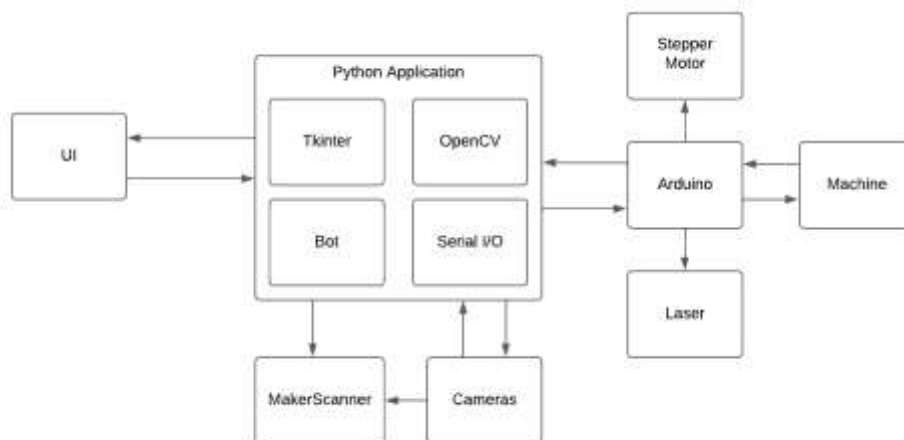 Stepper
Motor
Python Application
Tkinter
OpenCV
UI
Arduino
Machine
Bot
Serial I/O
Laser
MakerScanner
Cameras